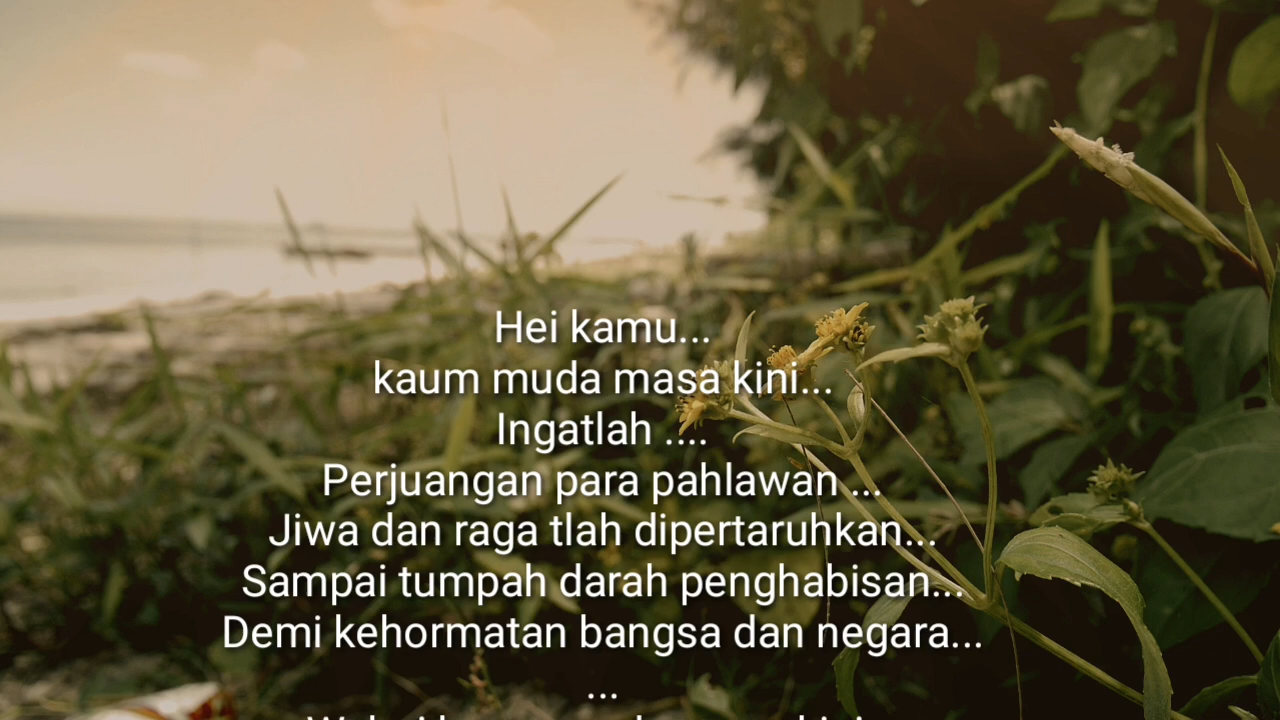 Hei kamu...
kaum muda masa kini...
Ingatlah ....
Perjuangan para pahlawan ...
Jiwa dan raga tlah dipertaruhkan...
Sampai tumpah darah penghabisan...
Demi kehormatan bangsa dan negara...
...